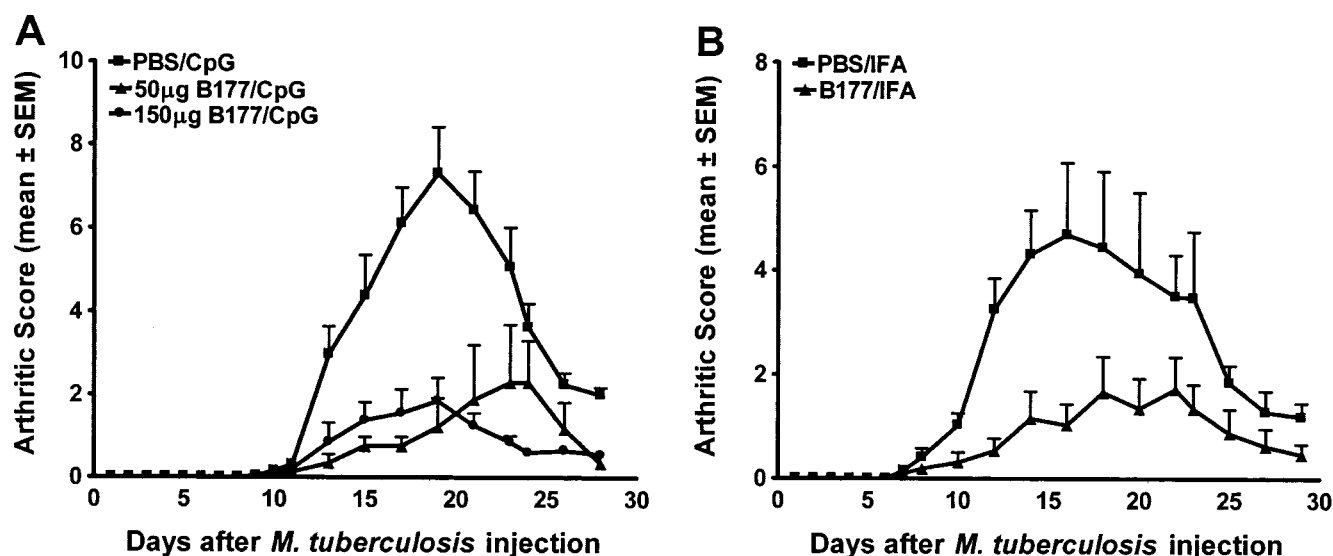 A
PBS/CpG
50µg B177/CpG
150µg B177/CpG
Arthritic Score (mean ± SEM)
10
8
6
4
2
0
0 5 10 15 20 25 30
Days after M. tuberculosis injection
B
PBS/IFA
B177/IFA
Arthritic Score (mean ± SEM)
8
6
4
2
0
0 5 10 15 20 25 30
Days after M. tuberculosis injection